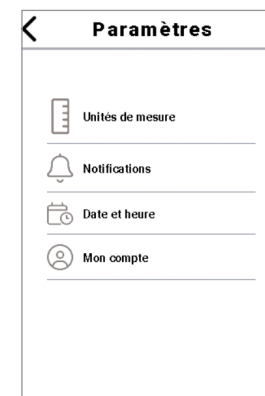 Paramètres
Unités de mesure
Notifications
Date et heure
Mon compte